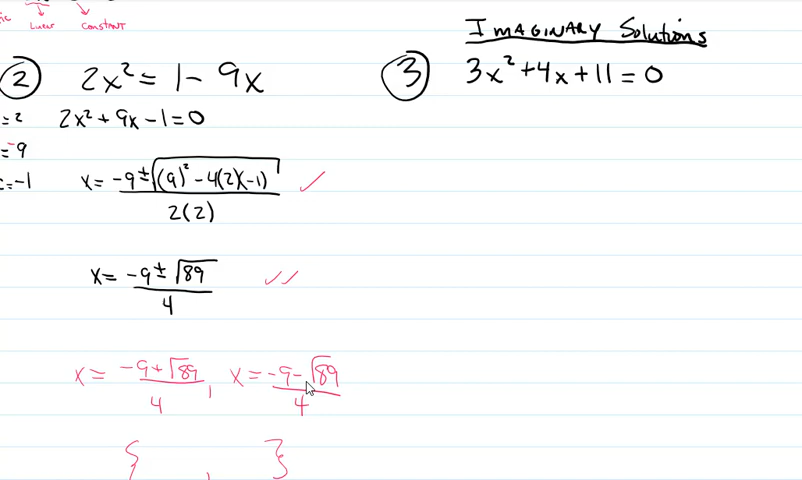 Linear Constant
② 2x² = 1 - 9x
=2 2x² + 9x - 1 = 0
=9
c=-1 x = -9 ± √((9)² - 4(2)(-1)) / 2(2) ✓
x = -9 ± √89 / 4 ✓✓
x = -9 + √89 / 4 , x = -9 - √89 / 4
{ , }
IMAGINARY Solutions
③ 3x² + 4x + 11 = 0